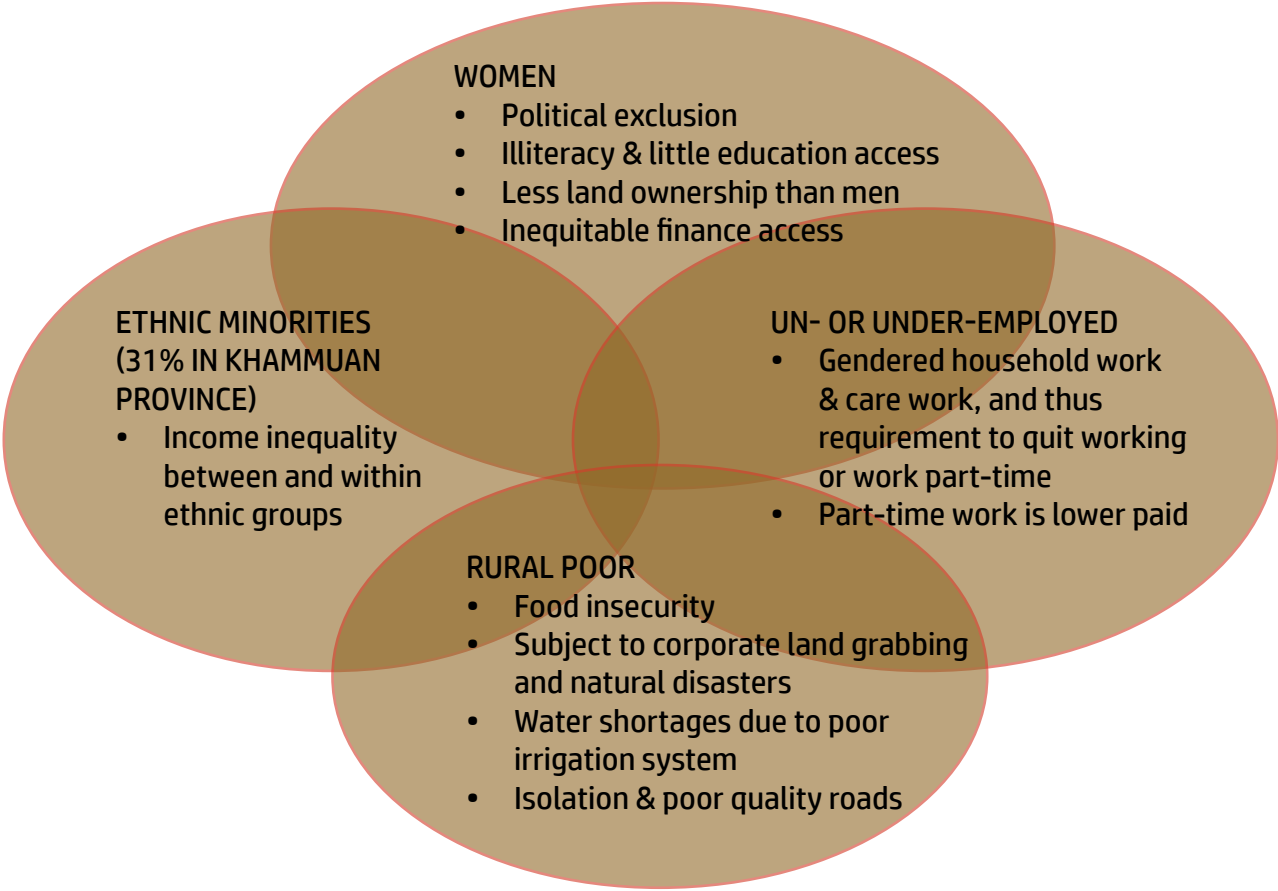 WOMEN
• Political exclusion
• Illiteracy & little education access
• Less land ownership than men
• Inequitable finance access
ETHNIC MINORITIES
(31% IN KHAMMUAN
PROVINCE)
• Income inequality
between and within
ethnic groups
UN- OR UNDER-EMPLOYED
• Gendered household work
& care work, and thus
requirement to quit working
or work part-time
• Part-time work is lower paid
RURAL POOR
• Food insecurity
• Subject to corporate land grabbing
and natural disasters
• Water shortages due to poor
irrigation system
• Isolation & poor quality roads